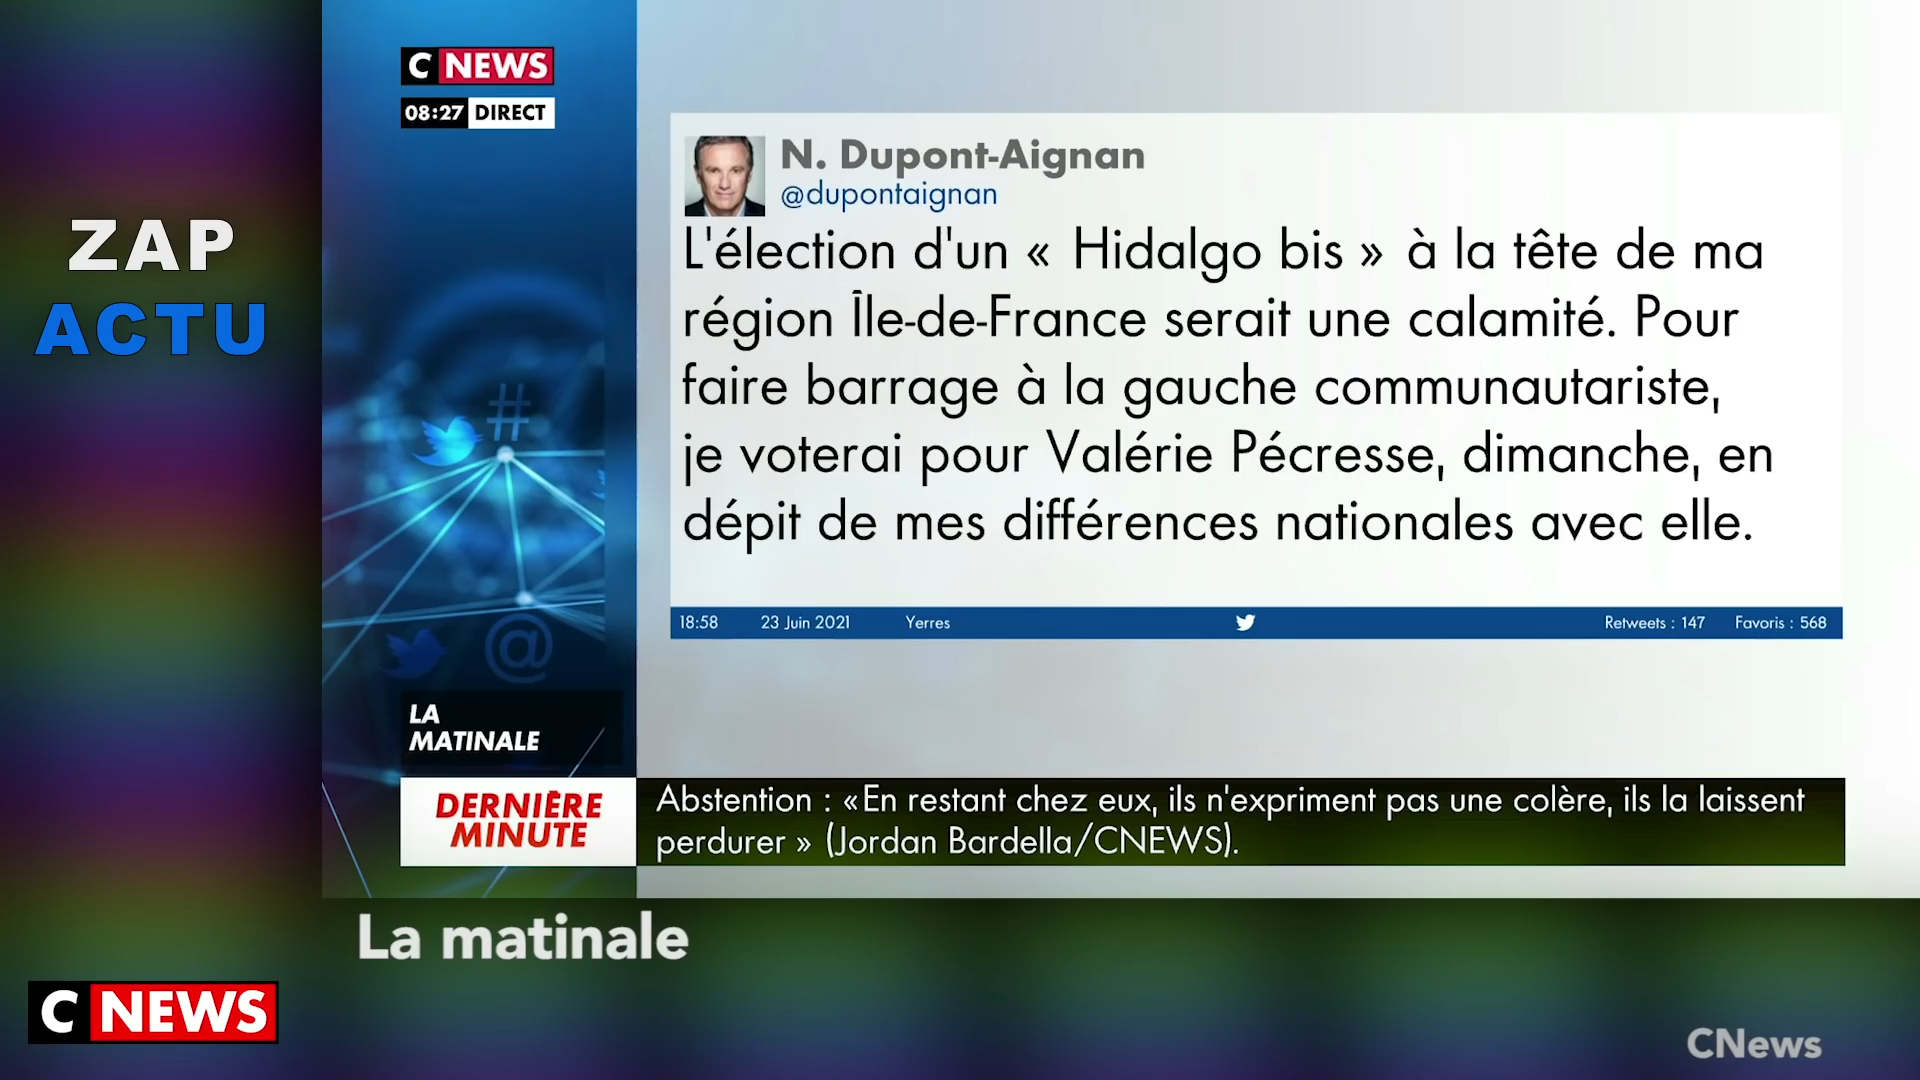 C NEWS
08:27 DIRECT
ZAP
ACTU
N. Dupont-Aignan
@dupontaignan
L'élection d'un « Hidalgo bis » à la tête de ma
région Île-de-France serait une calamité. Pour
faire barrage à la gauche communautariste,
je voterai pour Valérie Pécresse, dimanche, en
dépit de mes différences nationales avec elle.
18:58 23 Juin 2021 Yerres Retweets : 147 Favoris : 568
#
@
LA
MATINALE
DERNIÈRE
MINUTE
Abstention : «En restant chez eux, ils n'expriment pas une colère, ils la laissent
perdurer » (Jordan Bardella/CNEWS).
La matinale
C NEWS
CNews